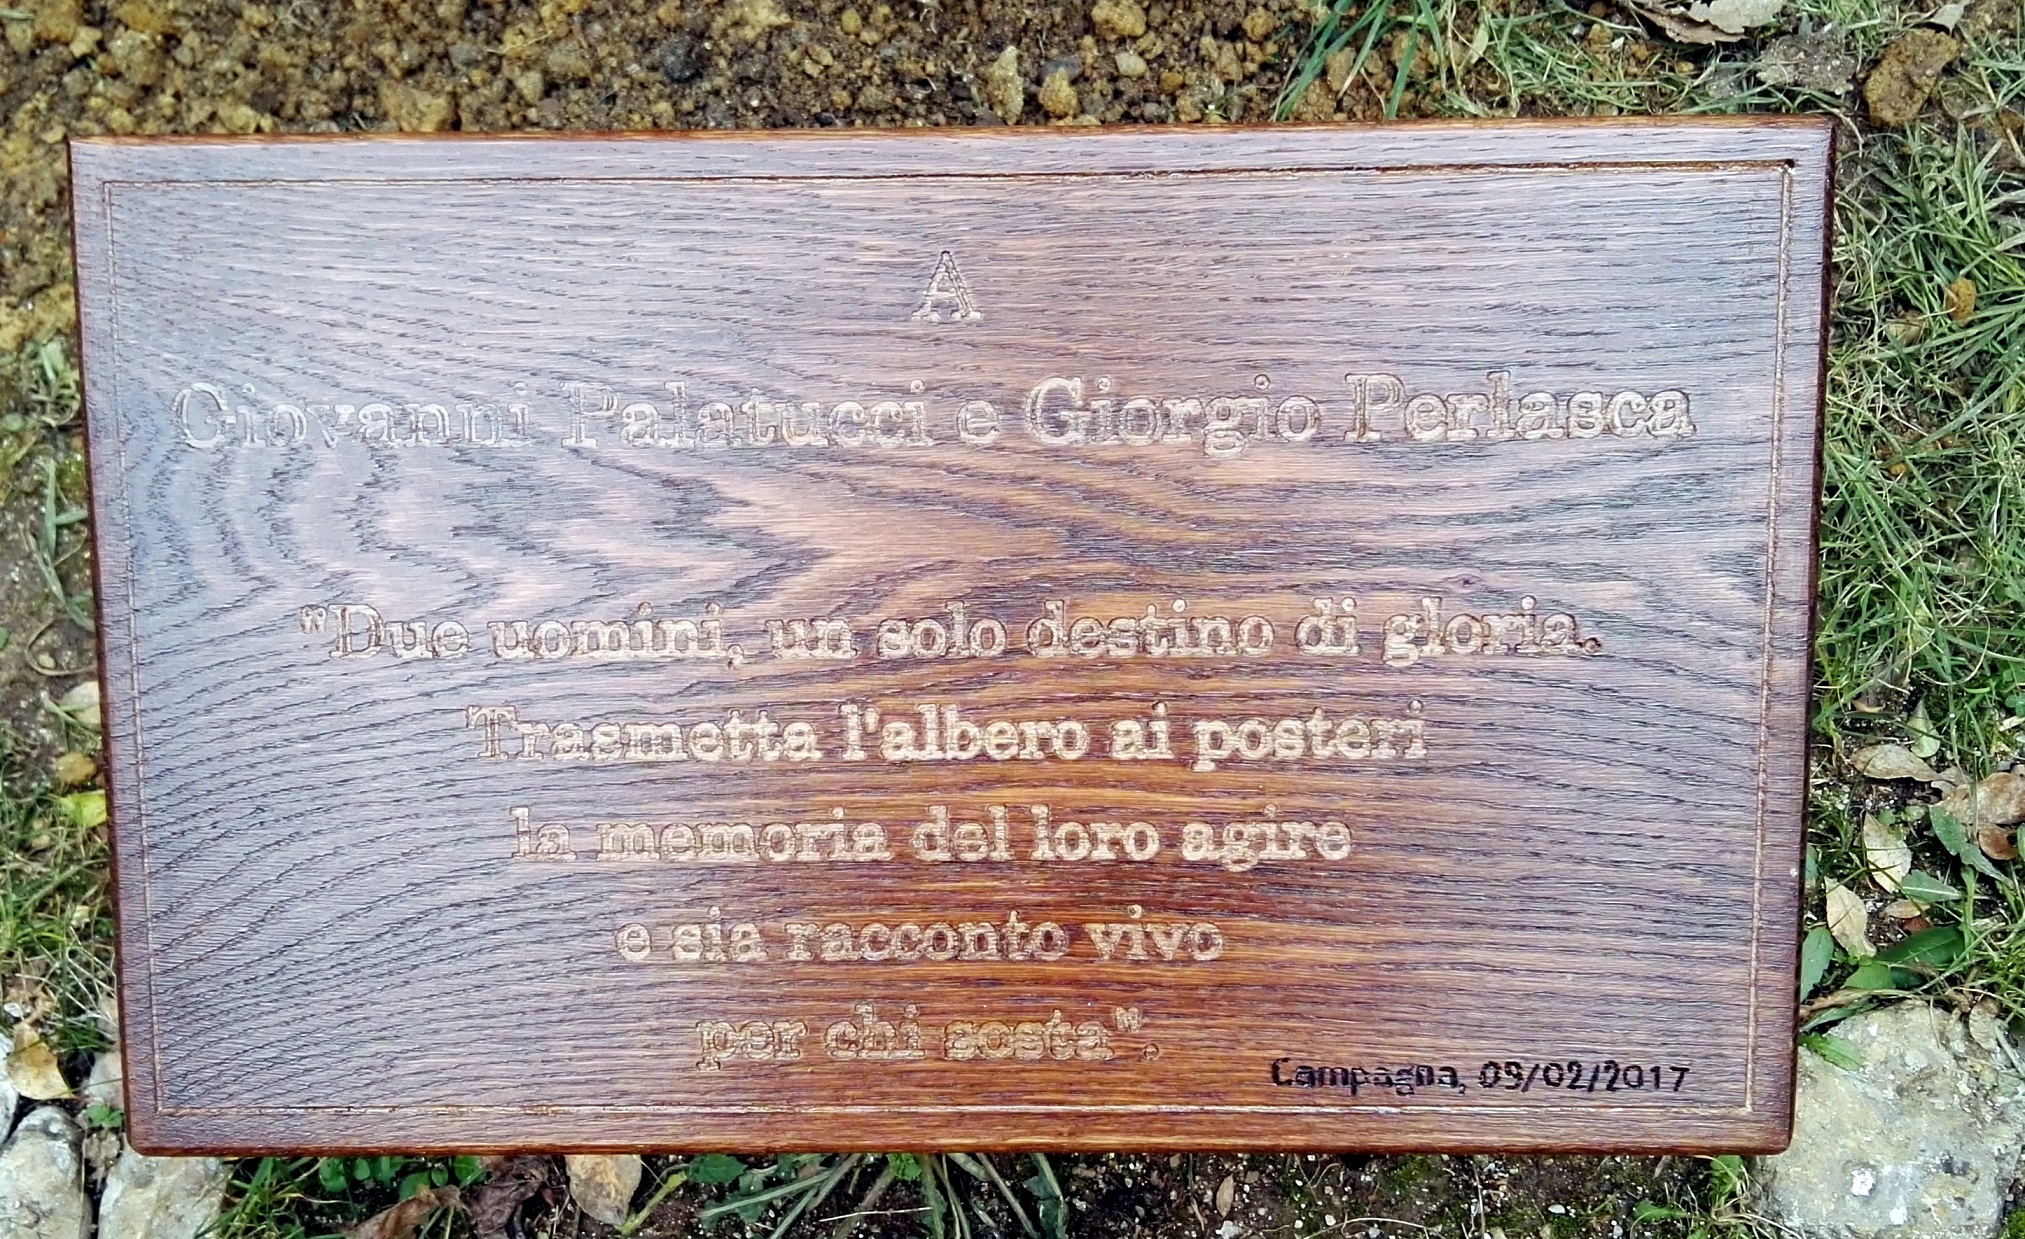 A
Giovanni Palatucci e Giorgio Perlasca
"Due uomini, un solo destino di gloria.
Trasmetta l'albero ai posteri
la memoria del loro agire
e sia racconto vivo
per chi sosta".
Campagna, 09/02/2017